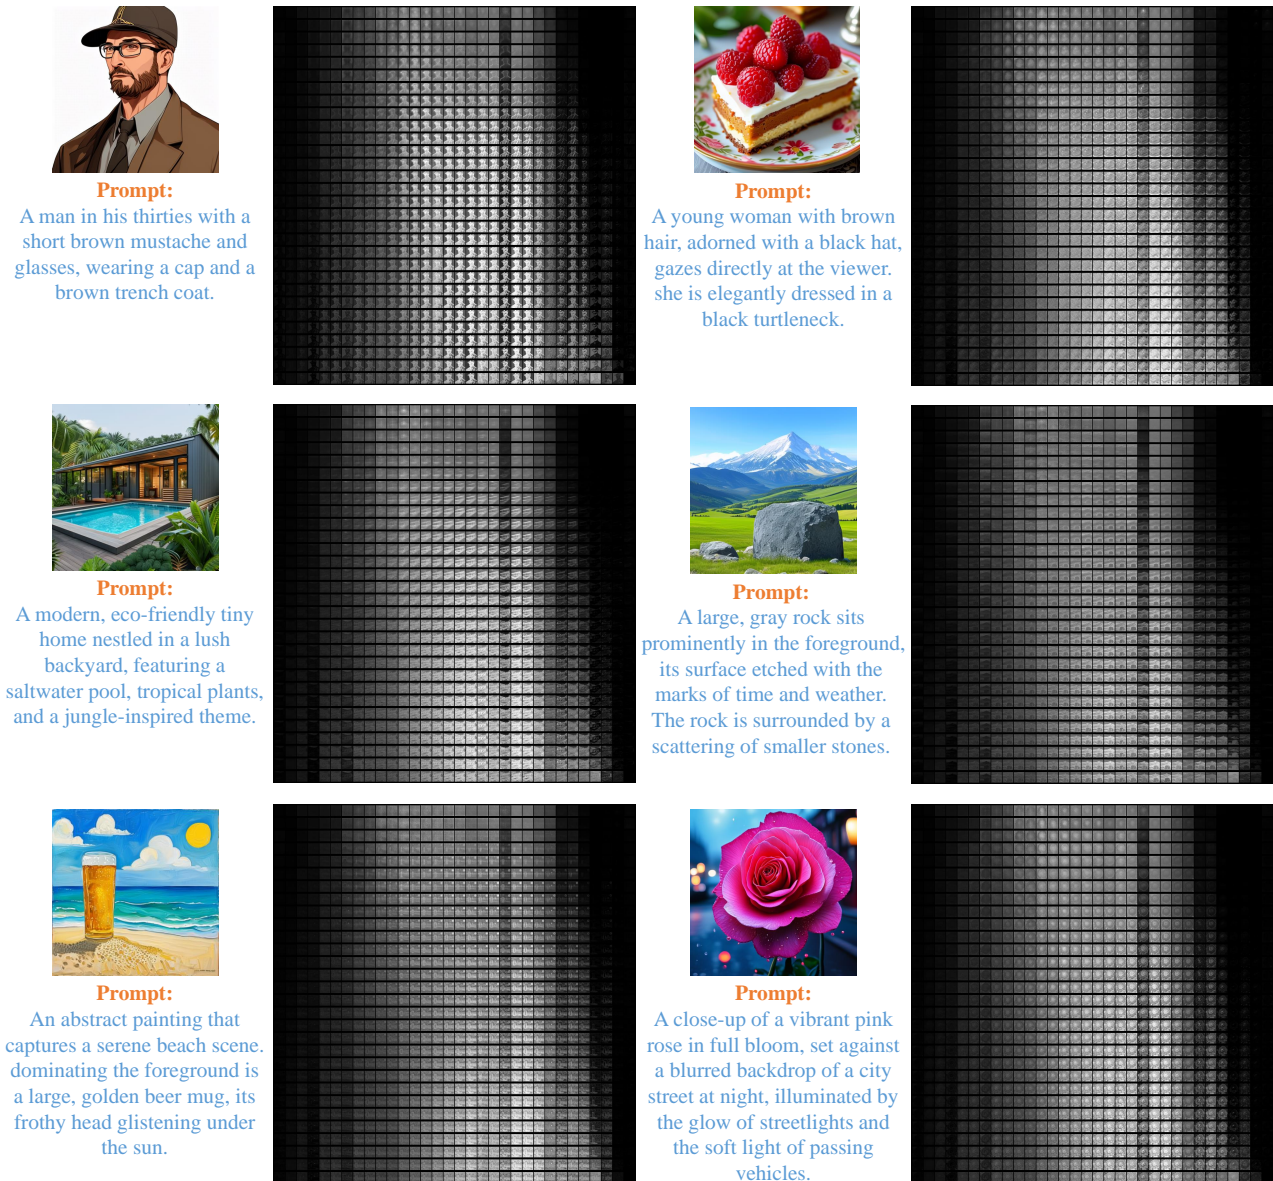 Prompt:
A man in his thirties with a
short brown mustache and
glasses, wearing a cap and a
brown trench coat.
Prompt:
A young woman with brown
hair, adorned with a black hat,
gazes directly at the viewer.
she is elegantly dressed in a
black turtleneck.
Prompt:
A modern, eco-friendly tiny
home nestled in a lush
backyard, featuring a
saltwater pool, tropical plants,
and a jungle-inspired theme.
Prompt:
A large, gray rock sits
prominently in the foreground,
its surface etched with the
marks of time and weather.
The rock is surrounded by a
scattering of smaller stones.
Prompt:
An abstract painting that
captures a serene beach scene.
dominating the foreground is
a large, golden beer mug, its
frothy head glistening under
the sun.
Prompt:
A close-up of a vibrant pink
rose in full bloom, set against
a blurred backdrop of a city
street at night, illuminated by
the glow of streetlights and
the soft light of passing
vehicles.